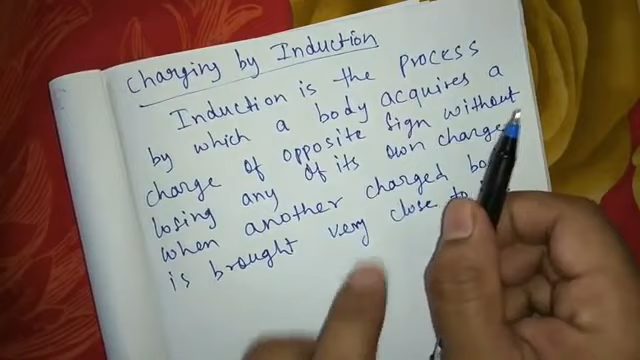 Charging by Induction
Induction is the process
by which a body acquires a
charge of opposite sign without
losing any of its own charge
when another charged
is brought very close to